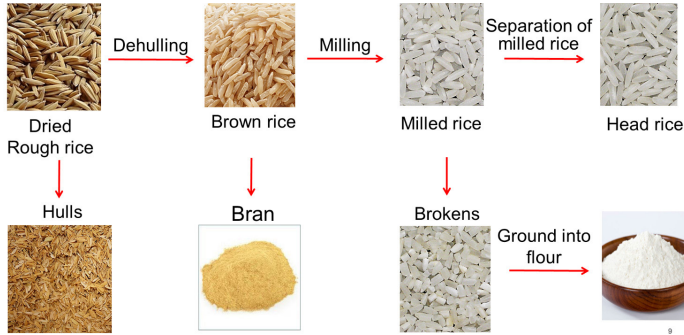 Dehulling
Milling
Separation of
milled rice
Dried
Rough rice
Brown rice
Milled rice
Head rice
Hulls
Bran
Brokens
Ground into
flour
9